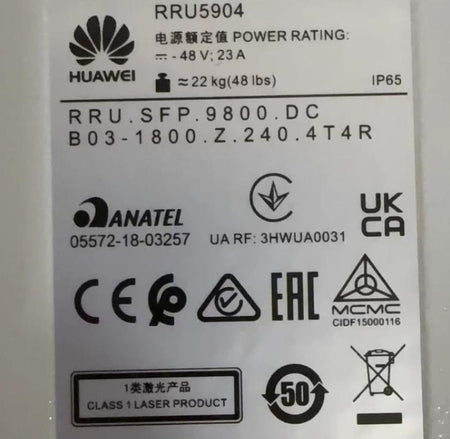 RRU5904
电源额定值 POWER RATING:
⎓ - 48 V; 23 A
HUAWEI
≈ 22 kg(48 lbs)
IP65
RRU.SFP.9800.DC
B03-1800.Z.240.4T4R
ANATEL
05572-18-03257
UA RF: 3HWUA0031
UK
CA
CE
EAC
MCMC
CIDF15000116
1类激光产品
CLASS 1 LASER PRODUCT
50